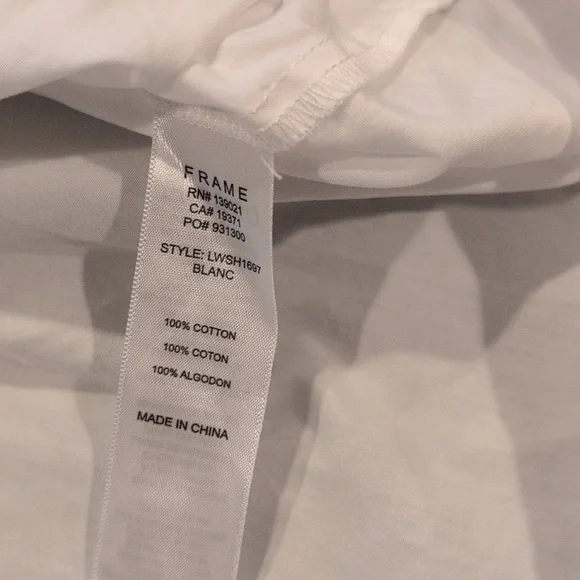 FRAME
RN# 139021
CA# 19371
PO# 931300
STYLE: LWSH1697
BLANC
100% COTTON
100% COTON
100% ALGODON
MADE IN CHINA